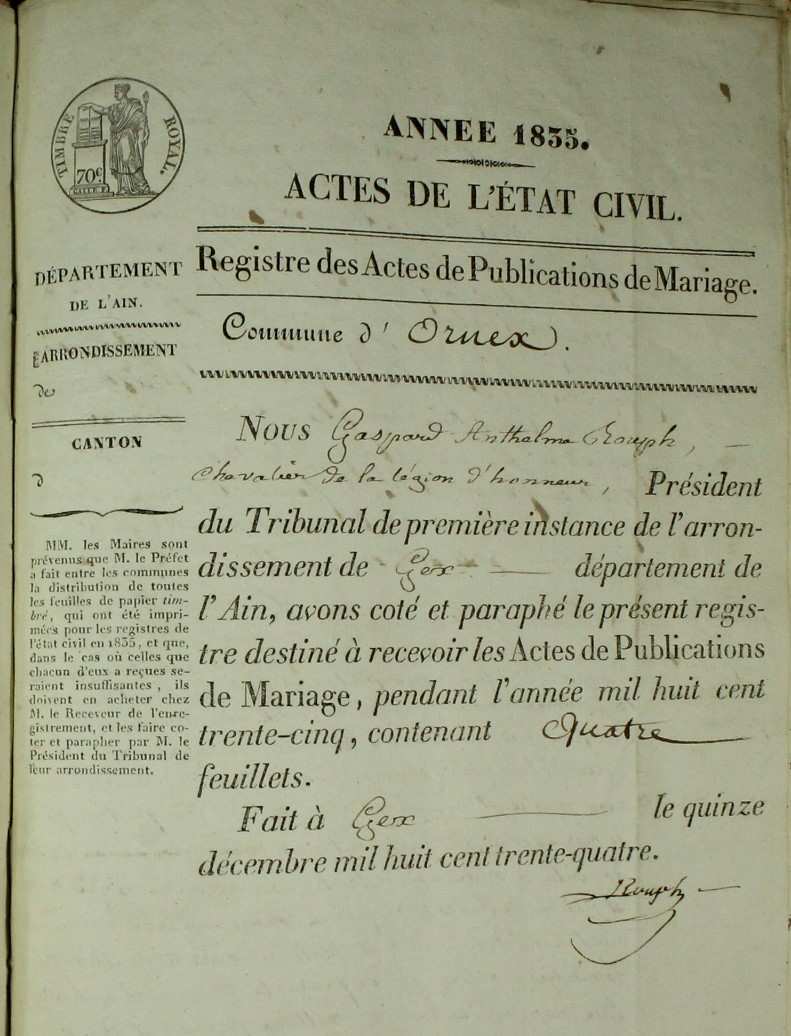 TIMBRE ROYAL.
70c.
ANNEE 1835.
ACTES DE L'ÉTAT CIVIL.
Registre des Actes de Publications de Mariage.
Commune d' Ornex.
DÉPARTEMENT
DE L'AIN.
ARRONDISSEMENT
de
CANTON
d
MM. les Maires sont
prévenus que M. le Préfet
a fait entre les communes
la distribution de toutes
les feuilles de papier tim-
bré, qui ont été impri-
mées pour les registres de
l'état civil en 1835, et que,
dans le cas où celles que
chacun d'eux a reçues se-
raient insuffisantes, ils
doivent en acheter chez
M. le Receveur de l'enre-
gistrement, et les faire co-
ter et parapher par M. le
Président du Tribunal de
leur arrondissement.
NOUS Gaspard Anthelme Rouph,
chevalier de la légion d'honneur, Président
du Tribunal de première instance de l'arron-
dissement de Gex département de
l'Ain, avons coté et paraphé le présent regis-
tre destiné à recevoir les Actes de Publications
de Mariage, pendant l'année mil huit cent
trente-cinq, contenant Quatre
feuillets.
Fait à Gex le quinze
décembre mil huit cent trente-quatre.
Rouph